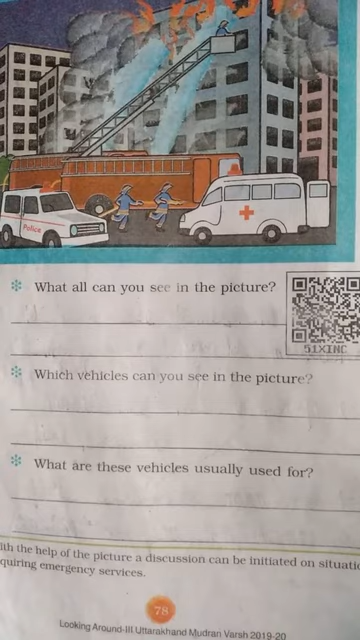 Police
What all can you see in the picture?
51X1NC
Which vehicles can you see in the picture?
What are these vehicles usually used for?
ith the help of the picture a discussion can be initiated on situatio
quiring emergency services.
78
Looking Around-III Uttarakhand Mudran Varsh 2019-20